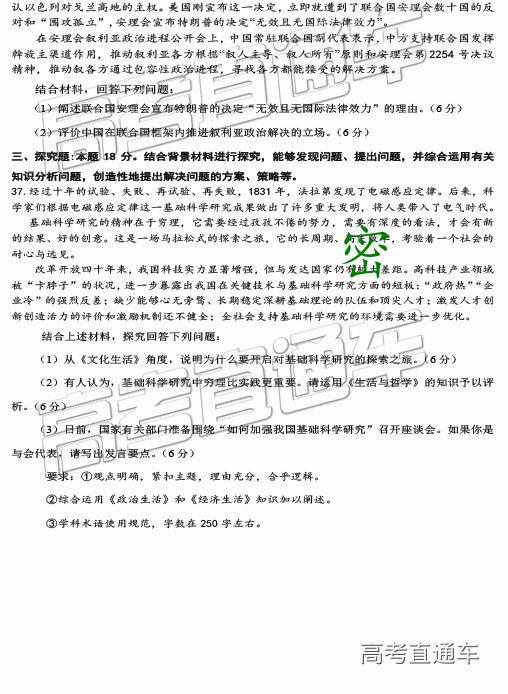 认以色列对戈兰高地的主权。美国刚宣布这一决定，立即就遭到了联合国安理会数十国的反
对和“围攻孤立”，安理会宣布特朗普的决定“无效且无国际法律效力”。
在安理会叙利亚政治进程公开会上，中国常驻联合国副代表表示，中方支持联合国发挥
斡旋主渠道作用，推动叙利亚各方根据“叙人主导、叙人所有”原则和安理会第 2254 号决议
精神，推动叙各方通过包容性政治进程，寻找各方都能接受的解决方案。
结合材料，回答下列问题：
（1）阐述联合国安理会宣布特朗普的决定“无效且无国际法律效力”的理由。（6 分）
（2）评价中国在联合国框架内推进叙利亚政治解决的立场。（6 分）
三、探究题：本题 18 分。结合背景材料进行探究，能够发现问题、提出问题，并综合运用有关
知识分析问题，创造性地提出解决问题的方案、策略等。
37.经过十年的试验、失败、再试验、再失败，1831 年，法拉第发现了电磁感应定律。后来，科
学家们根据电磁感应定律这一基础科学研究成果做出了许多重大发明，将人类带入了电气时代。
基础科学研究的精神在于穷理，它需要经过孜孜不倦的努力，需要有深度的看法，才会有新
的结果、好的创意。这是一场马拉松式的探索之旅，它的长周期、高失败率，考验着一个社会的
耐心与远见。
改革开放四十年来，我国科技实力显著增强，但与发达国家仍有较大差距。高科技产业领域
被“卡脖子”的状况，进一步暴露出我国在关键技术与基础科学研究方面的短板：“政府热”“企
业冷”的强烈反差；缺少能够心无旁骛、长期稳定深耕基础理论的队伍和顶尖人才；激发人才创
新创造活力的评价和激励机制还不健全；全社会支持基础科学研究的环境需要进一步优化。
结合上述材料，探究回答下列问题：
（1）从《文化生活》角度，说明为什么要开启对基础科学研究的探索之旅。（6 分）
（2）有人认为，基础科学研究中穷理比实践更重要。请运用《生活与哲学》的知识予以评
析。（6 分）
（3）日前，国家有关部门准备围绕“如何加强我国基础科学研究”召开座谈会。如果你是
与会代表，请写出发言要点。（6 分）
要求：①观点明确，紧扣主题，理由充分，合乎逻辑。
②综合运用《政治生活》和《经济生活》知识加以阐述。
③学科术语使用规范，字数在 250 字左右。
密
高考直通车
高考直通车
高考直通车
高考直通车